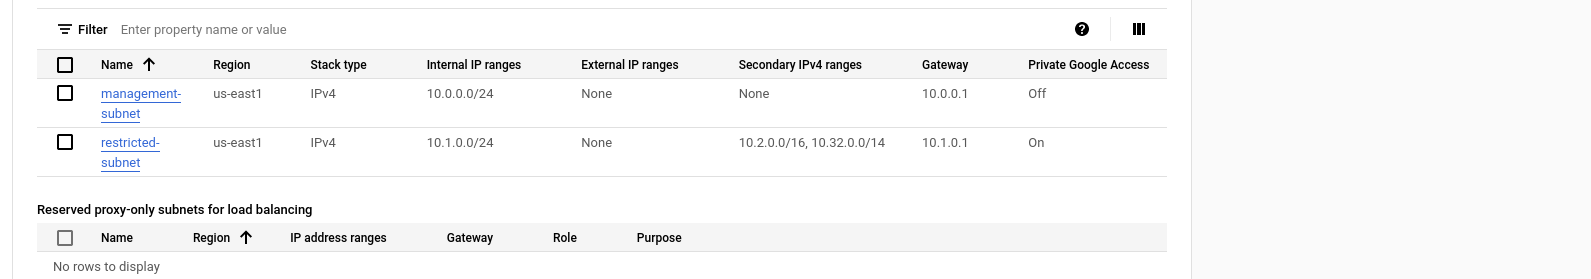 Filter Enter property name or value
Name Region Stack type Internal IP ranges External IP ranges Secondary IPv4 ranges Gateway Private Google Access
management- us-east1 IPv4 10.0.0.0/24 None None 10.0.0.1 Off
subnet
restricted- us-east1 IPv4 10.1.0.0/24 None 10.2.0.0/16, 10.32.0.0/14 10.1.0.1 On
subnet
Reserved proxy-only subnets for load balancing
Name Region IP address ranges Gateway Role Purpose
No rows to display